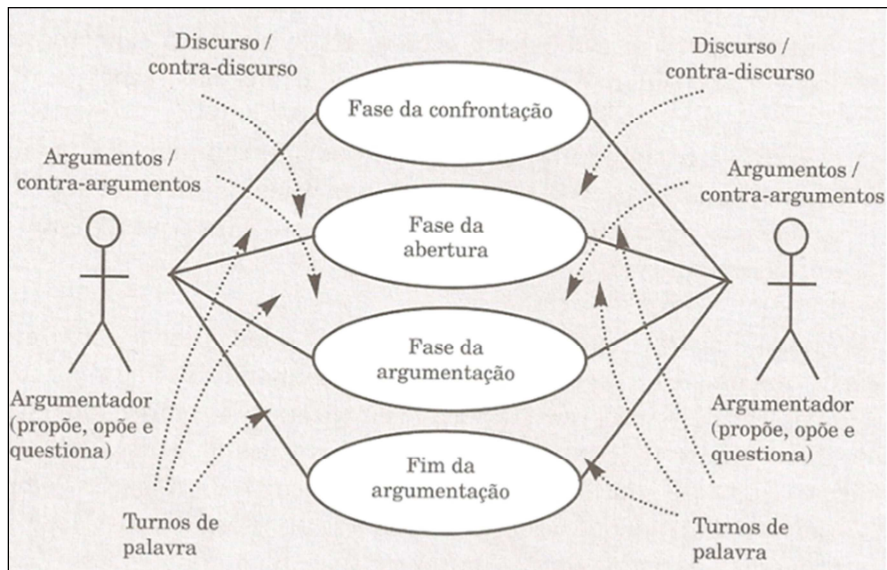 Discurso /
contra-discurso
Discurso /
contra-discurso
Fase da confrontação
Argumentos /
contra-argumentos
Argumentos /
contra-argumentos
Fase da
abertura
Fase da
argumentação
Argumentador
(propõe, opõe e
questiona)
Argumentador
(propõe, opõe e
questiona)
Fim da
argumentação
Turnos de
palavra
Turnos de
palavra